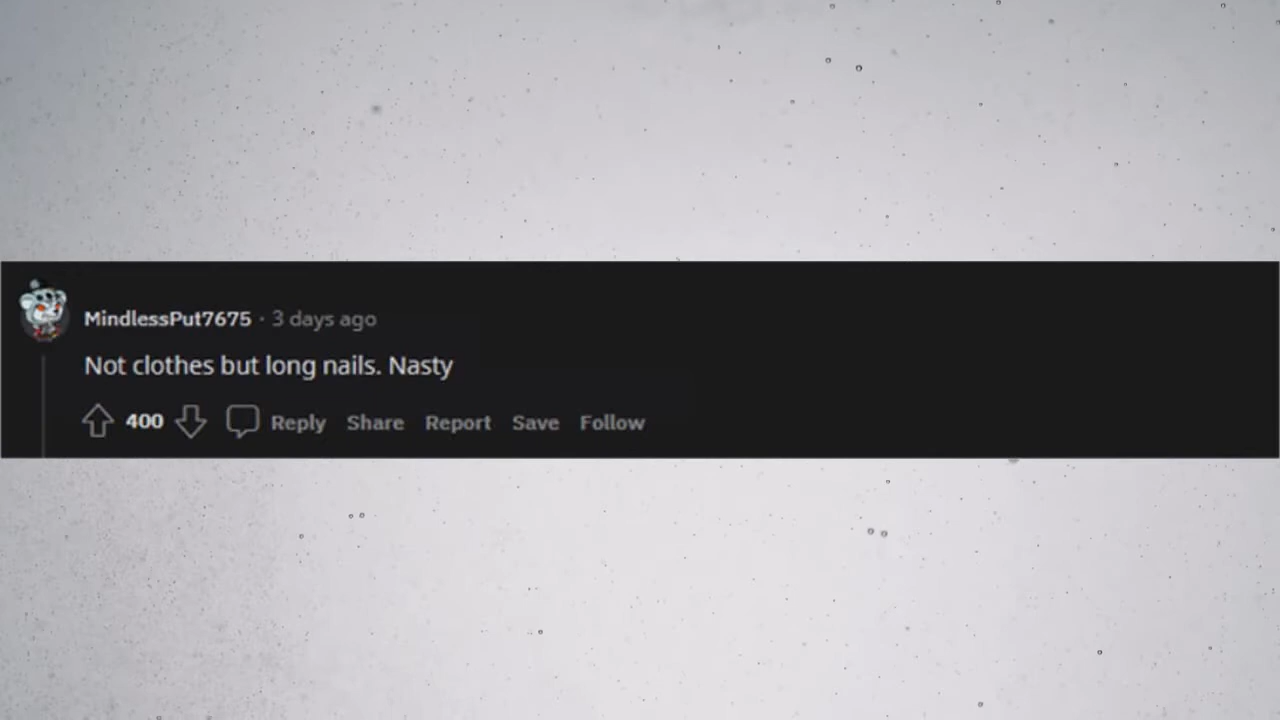 MindlessPut7675 · 3 days ago
Not clothes but long nails. Nasty
400 Reply Share Report Save Follow